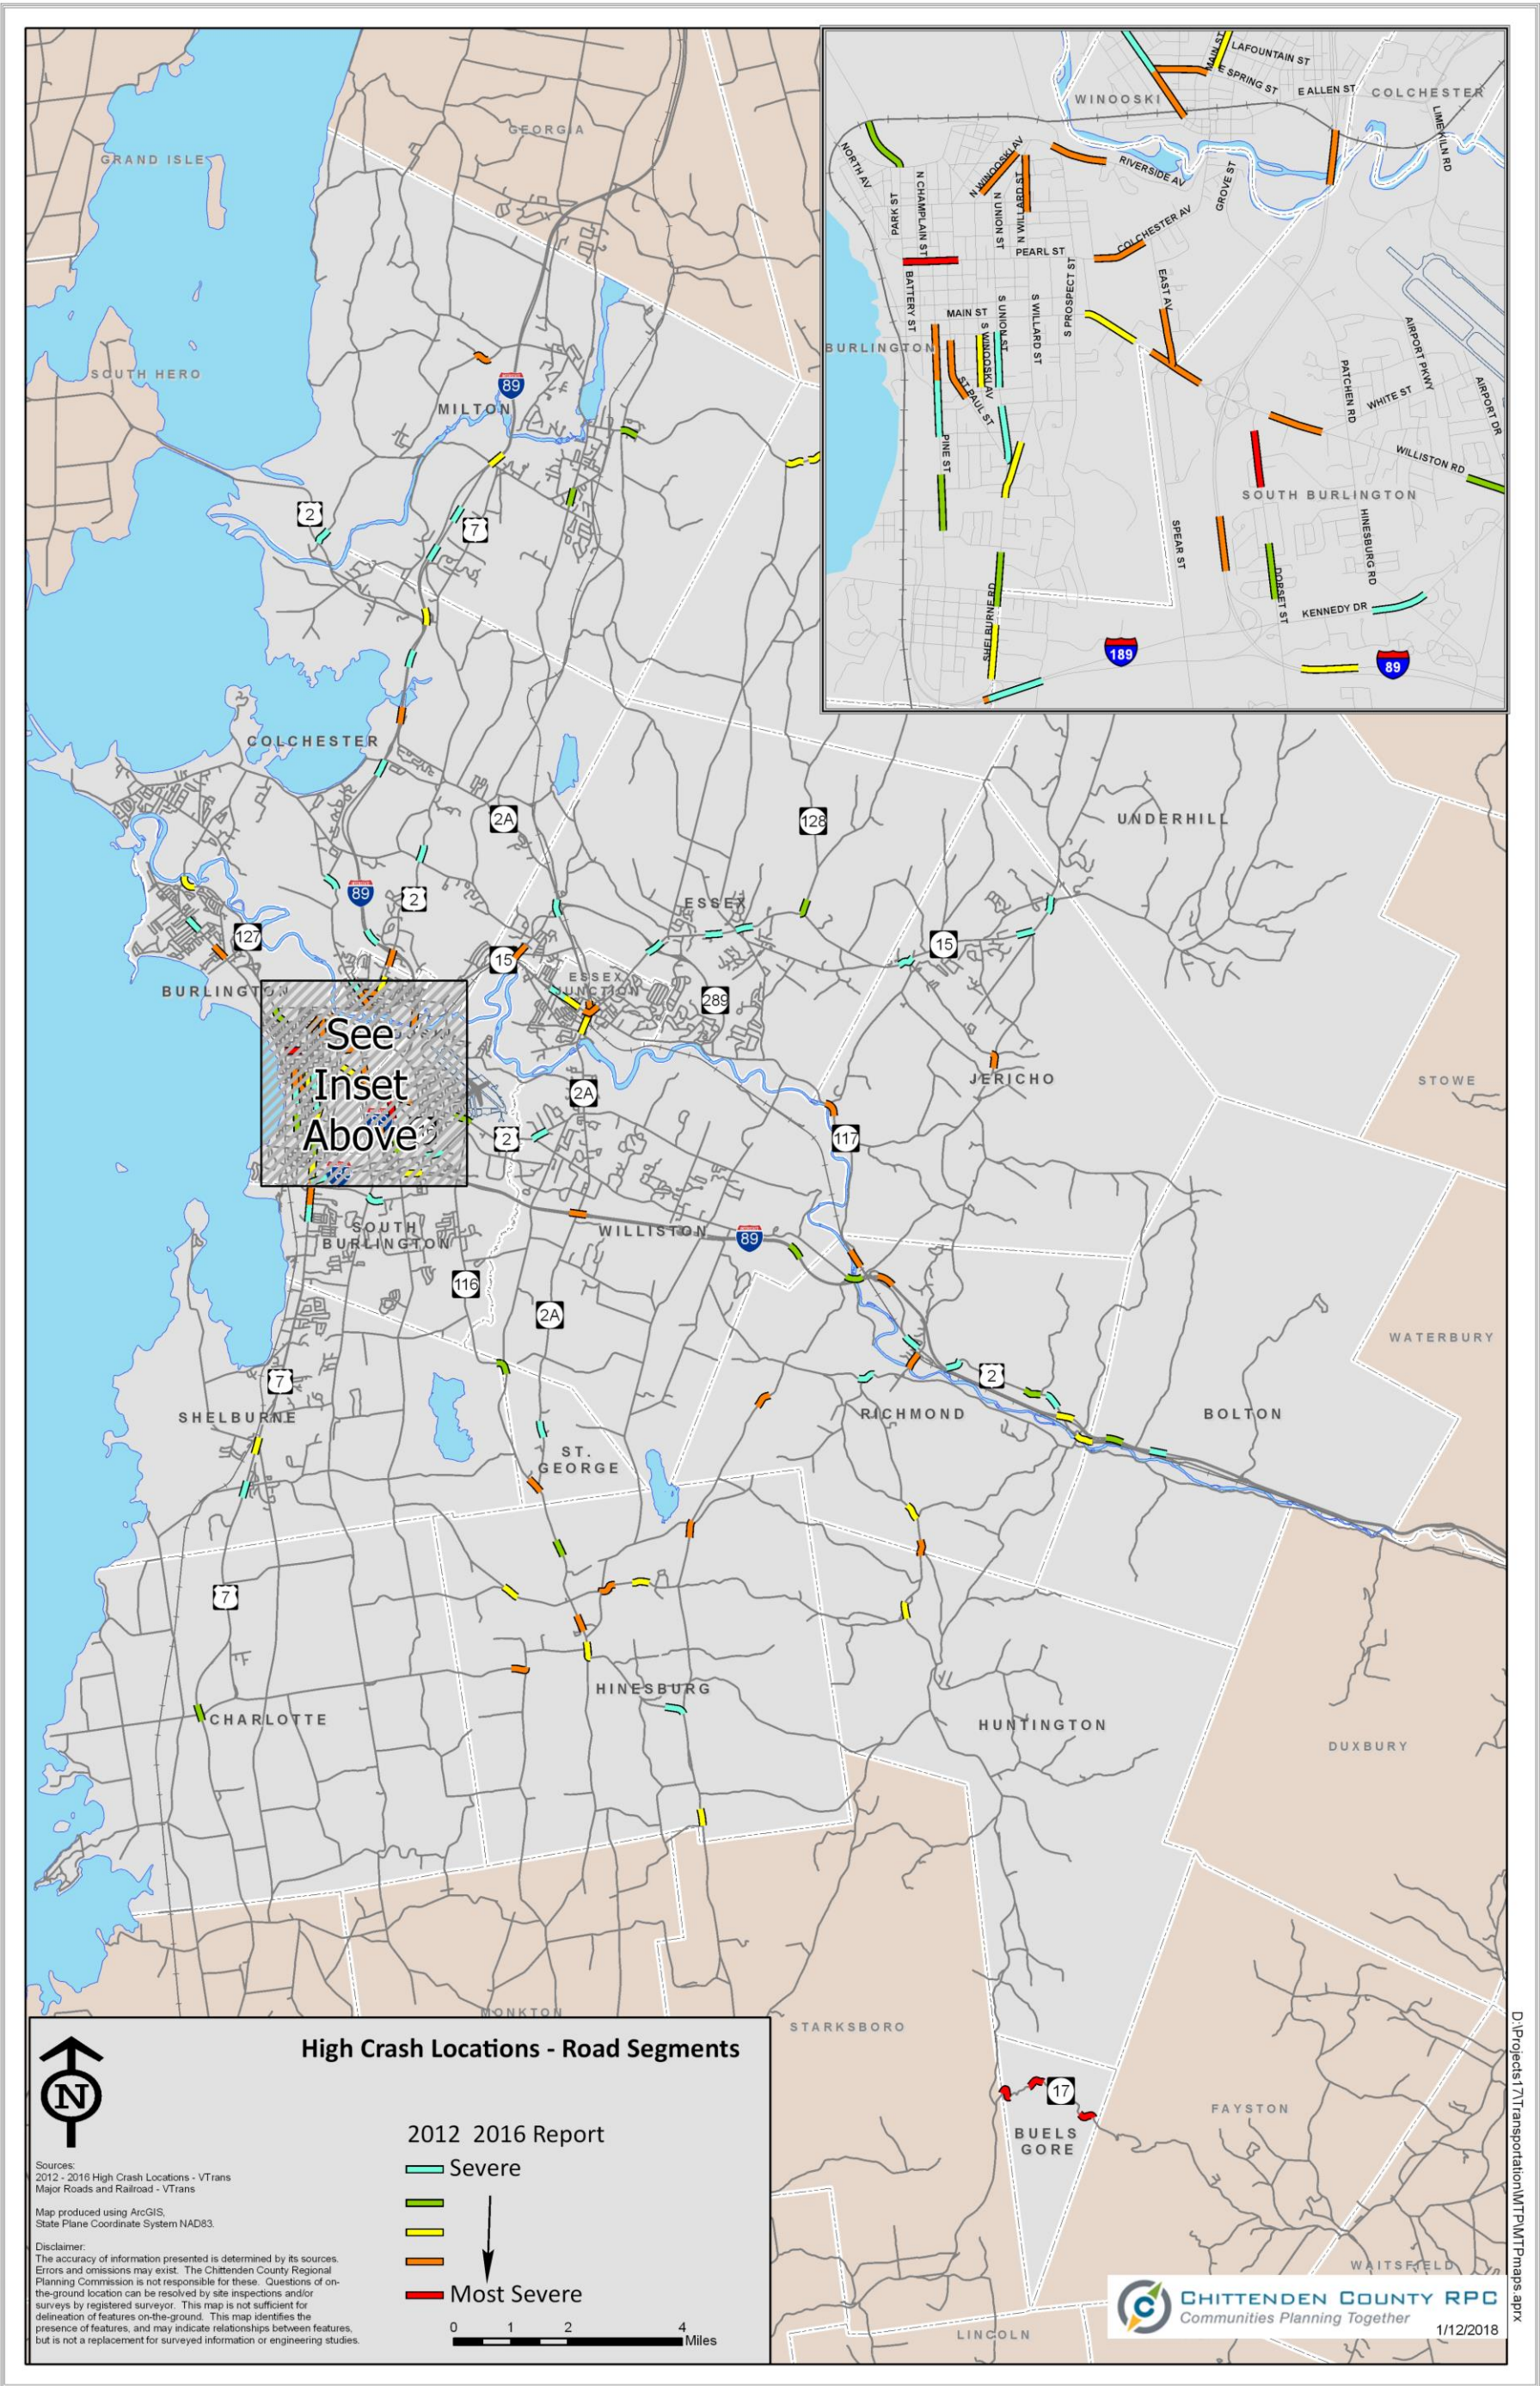 GEORGIA
GRAND ISLE
SOUTH HERO
89
MILTON
2
7
COLCHESTER
2A
128
UNDERHILL
89
2
ESSEX
127
15
15
ESSEX
JUNCTION
289
BURLINGTON
See
Inset
Above
2A
JERICHO
STOWE
2
117
SOUTH
BURLINGTON
WILLISTON
89
116
2A
WATERBURY
7
2
SHELBURNE
RICHMOND
BOLTON
ST.
GEORGE
7
HINESBURG
CHARLOTTE
HUNTINGTON
DUXBURY
MONKTON
STARKSBORO
17
BUELS
GORE
FAYSTON
WAITSFIELD
LINCOLN
MAIN ST
LAFOUNTAIN ST
E SPRING ST
E ALLEN ST
COLCHESTER
WINOOSKI
LIME KILN RD
NORTH AV
N WINOOSKI AV
RIVERSIDE AV
GROVE ST
PARK ST
N CHAMPLAIN ST
N UNION ST
N WILLARD ST
COLCHESTER AV
PEARL ST
BATTERY ST
S PROSPECT ST
EAST AV
MAIN ST
S WINOOSKI AV
S UNION ST
S WILLARD ST
BURLINGTON
AIRPORT PKWY
PATCHEN RD
WHITE ST
AIRPORT DR
ST PAUL ST
PINE ST
WILLISTON RD
SOUTH BURLINGTON
SPEAR ST
HINESBURG RD
SHELBURNE RD
DORSET ST
KENNEDY DR
189
89
High Crash Locations - Road Segments
N
2012 2016 Report
Severe
Most Severe
0 1 2 4
Miles
Sources:
2012 - 2016 High Crash Locations - VTrans
Major Roads and Railroad - VTrans
Map produced using ArcGIS,
State Plane Coordinate System NAD83.
Disclaimer:
The accuracy of information presented is determined by its sources.
Errors and omissions may exist. The Chittenden County Regional
Planning Commission is not responsible for these. Questions of on-
the-ground location can be resolved by site inspections and/or
surveys by registered surveyor. This map is not sufficient for
delineation of features on-the-ground. This map identifies the
presence of features, and may indicate relationships between features,
but is not a replacement for surveyed information or engineering studies.
CHITTENDEN COUNTY RPC
Communities Planning Together
1/12/2018
D:\Projects17\Transportation\MTP\MTPmaps.aprx